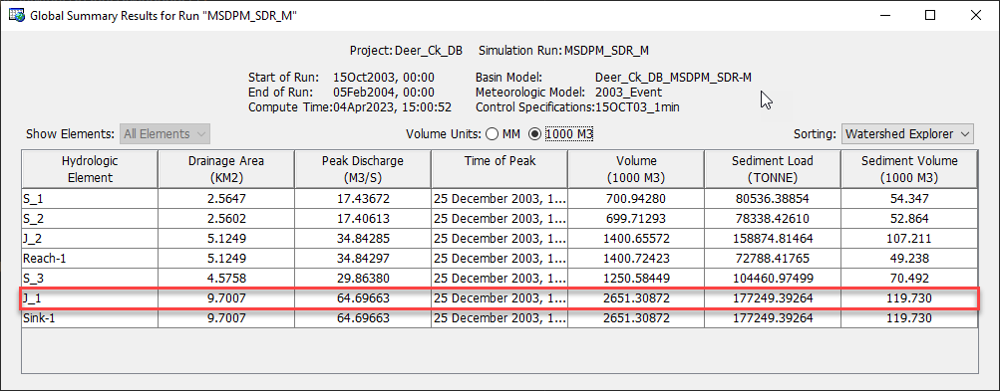 Global Summary Results for Run "MSDPM_SDR_M"
Project: Deer_Ck_DB Simulation Run: MSDPM_SDR_M
Start of Run: 15Oct2003, 00:00 Basin Model: Deer_Ck_DB_MSDPM_SDR-M
End of Run: 05Feb2004, 00:00 Meteorologic Model: 2003_Event
Compute Time:04Apr2023, 15:00:52 Control Specifications:15OCT03_1min
Show Elements: All Elements Volume Units: MM 1000 M3 Sorting: Watershed Explorer
Hydrologic Drainage Area Peak Discharge Time of Peak Volume Sediment Load Sediment Volume
Element (KM2) (M3/S) (1000 M3) (TONNE) (1000 M3)
S_1 2.5647 17.43672 25 December 2003, 1... 700.94280 80536.38854 54.347
S_2 2.5602 17.40613 25 December 2003, 1... 699.71293 78338.42610 52.864
J_2 5.1249 34.84285 25 December 2003, 1... 1400.65572 158874.81464 107.211
Reach-1 5.1249 34.84297 25 December 2003, 1... 1400.72423 72788.41765 49.238
S_3 4.5758 29.86380 25 December 2003, 1... 1250.58449 104460.97499 70.492
J_1 9.7007 64.69663 25 December 2003, 1... 2651.30872 177249.39264 119.730
Sink-1 9.7007 64.69663 25 December 2003, 1... 2651.30872 177249.39264 119.730